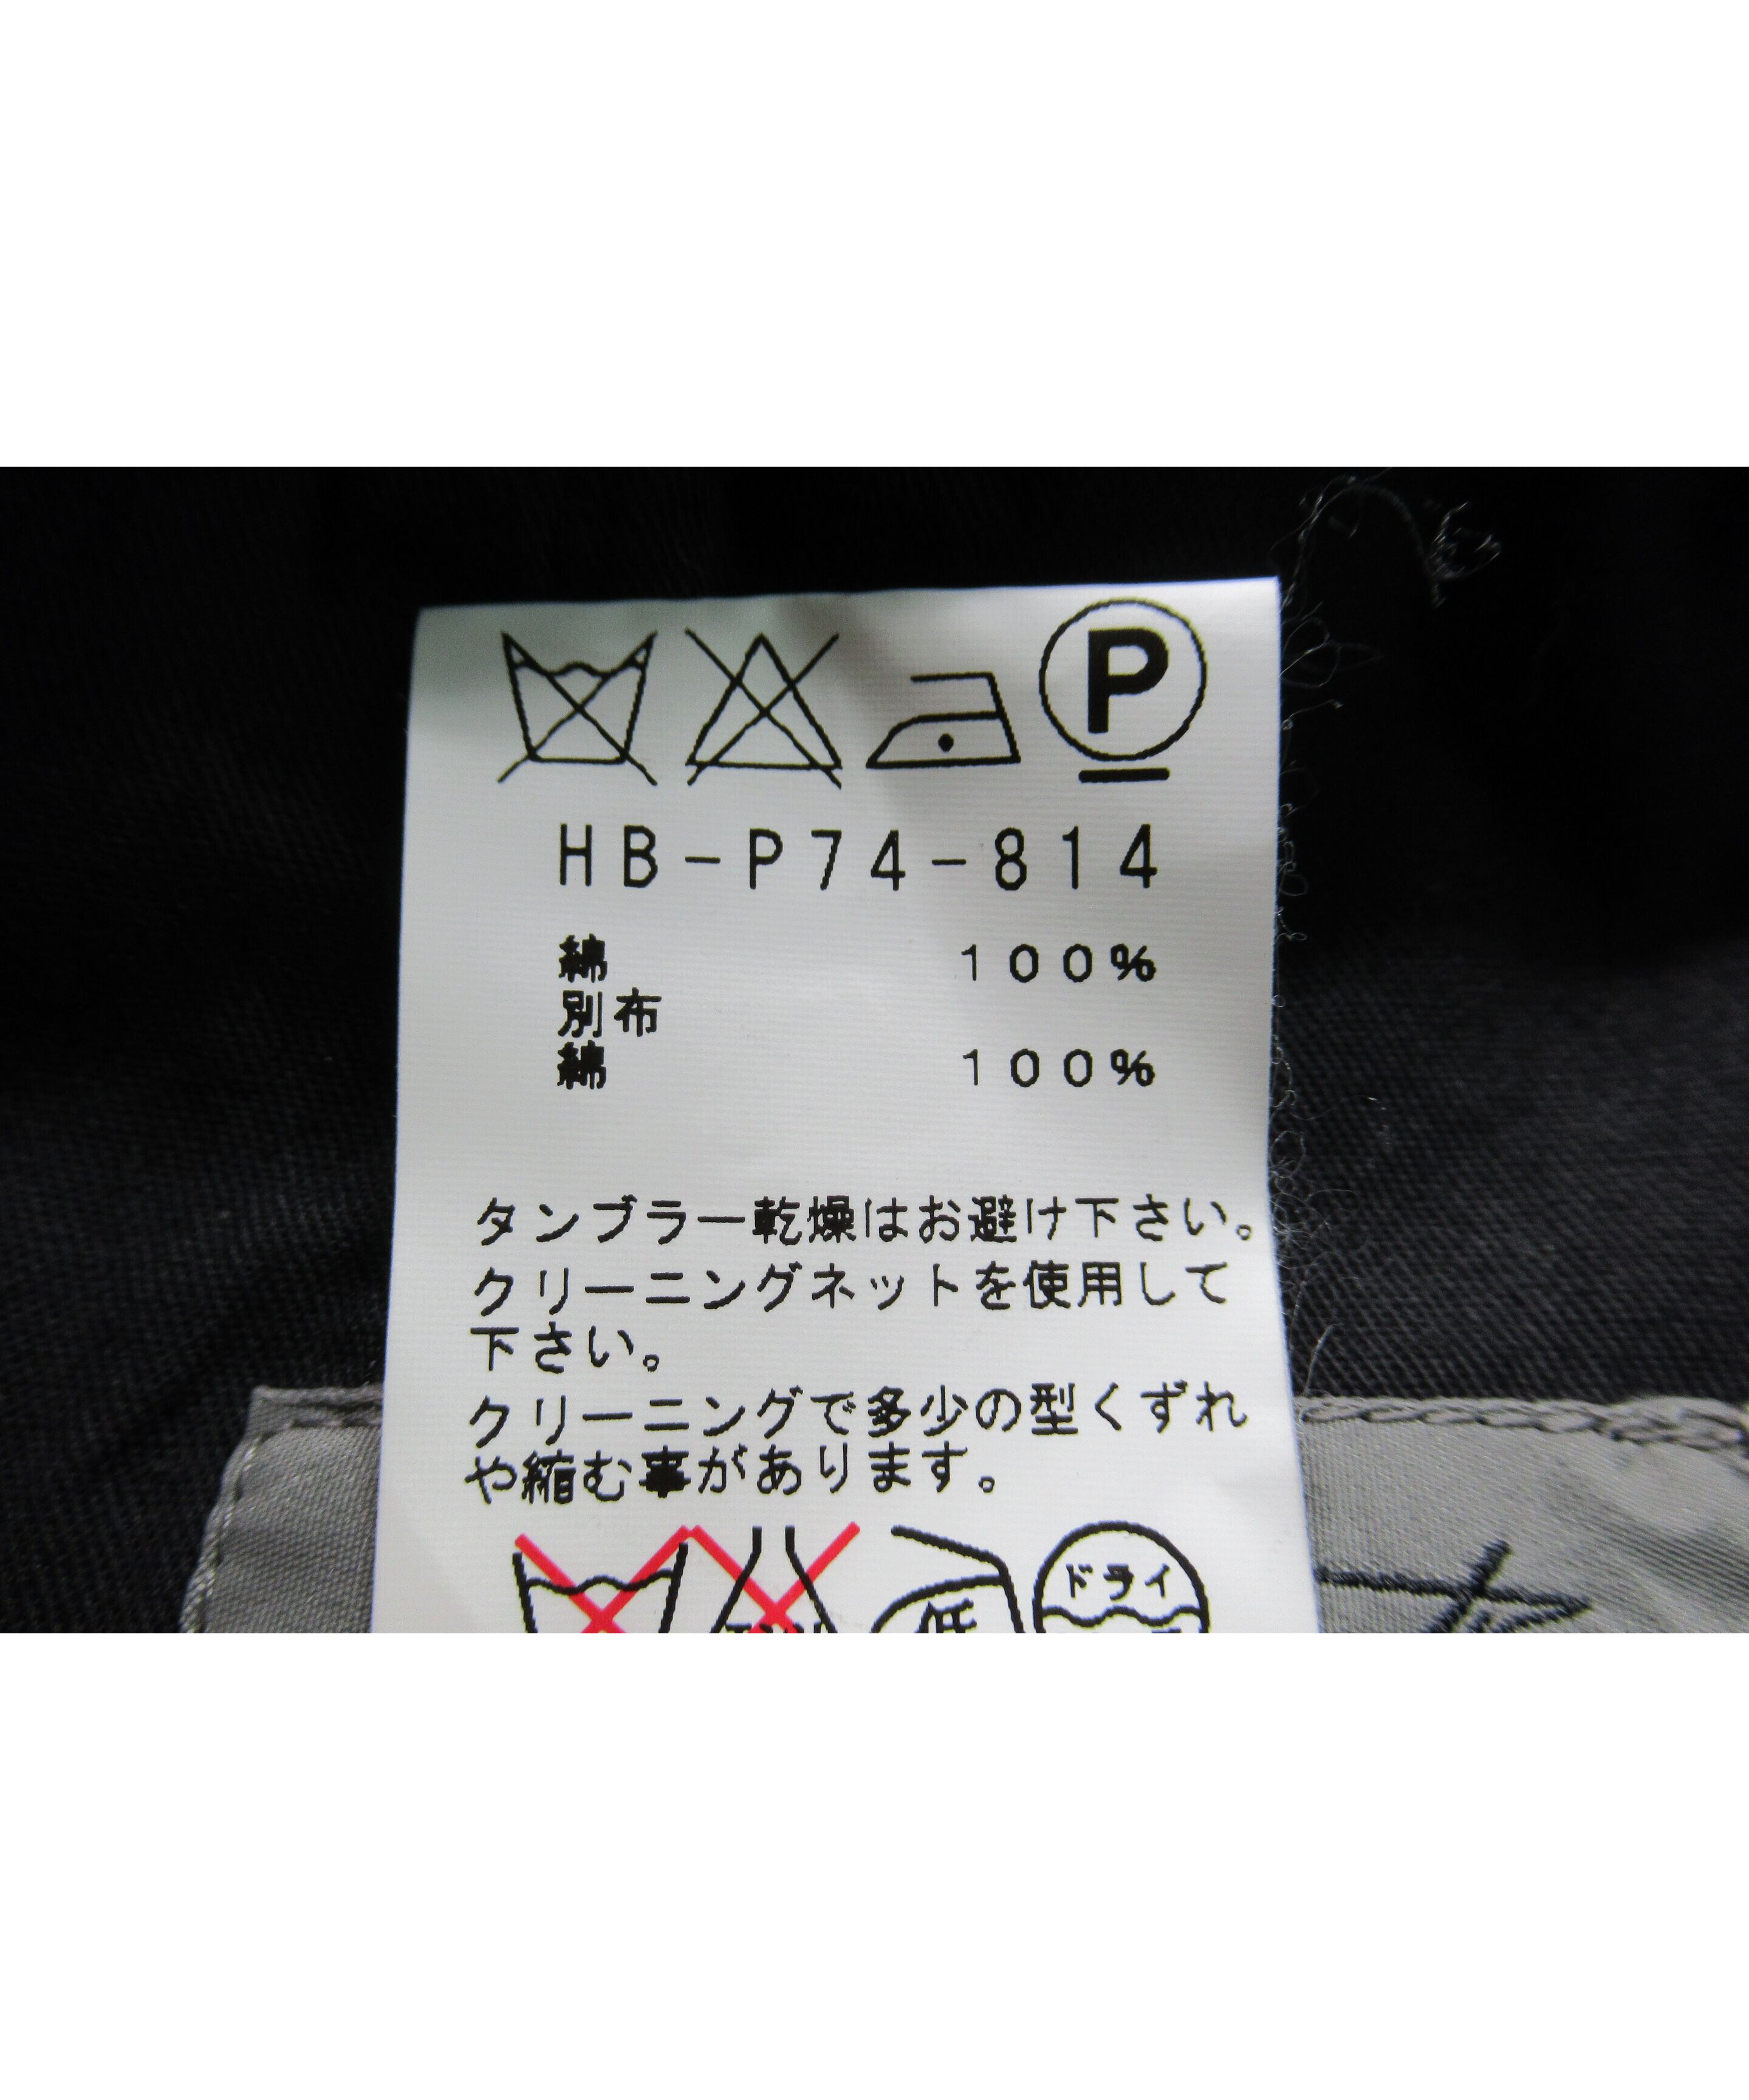 P
HB-P74-814
綿 100%
別布
綿 100%
タンブラー乾燥はお避け下さい。
クリーニングネットを使用して
下さい。
クリーニングで多少の型くずれ
や縮む事があります。
低 ドライ